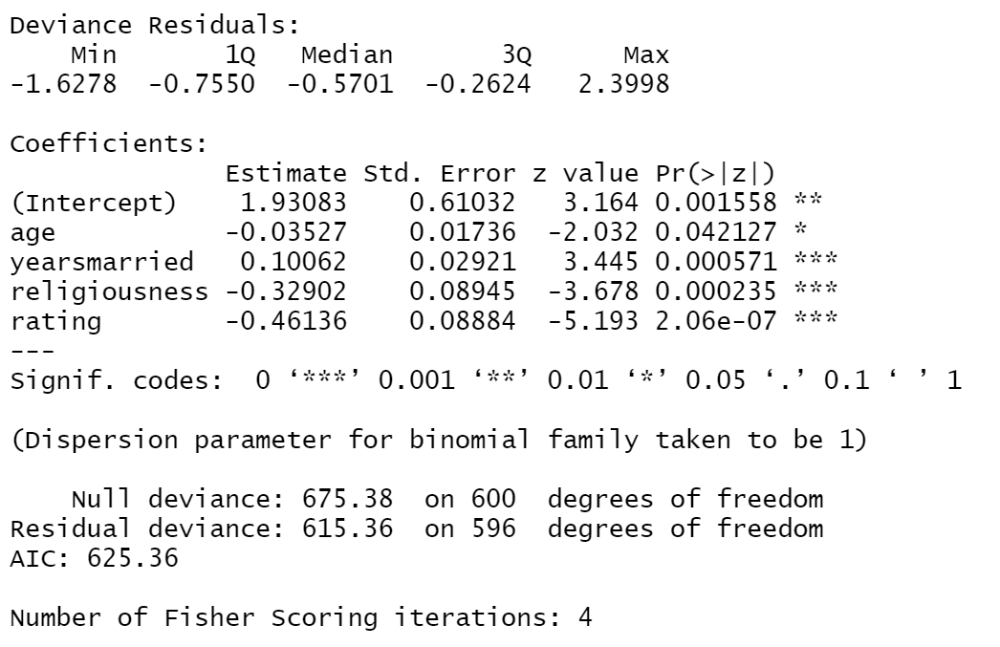 Deviance Residuals:
    Min       1Q   Median       3Q      Max
-1.6278  -0.7550  -0.5701  -0.2624   2.3998

Coefficients:
              Estimate Std. Error z value Pr(>|z|)
(Intercept)    1.93083    0.61032   3.164 0.001558 **
age           -0.03527    0.01736  -2.032 0.042127 *
yearsmarried   0.10062    0.02921   3.445 0.000571 ***
religiousness -0.32902    0.08945  -3.678 0.000235 ***
rating        -0.46136    0.08884  -5.193 2.06e-07 ***
---
Signif. codes:  0 ‘***’ 0.001 ‘**’ 0.01 ‘*’ 0.05 ‘.’ 0.1 ‘ ’ 1

(Dispersion parameter for binomial family taken to be 1)

    Null deviance: 675.38  on 600  degrees of freedom
Residual deviance: 615.36  on 596  degrees of freedom
AIC: 625.36

Number of Fisher Scoring iterations: 4